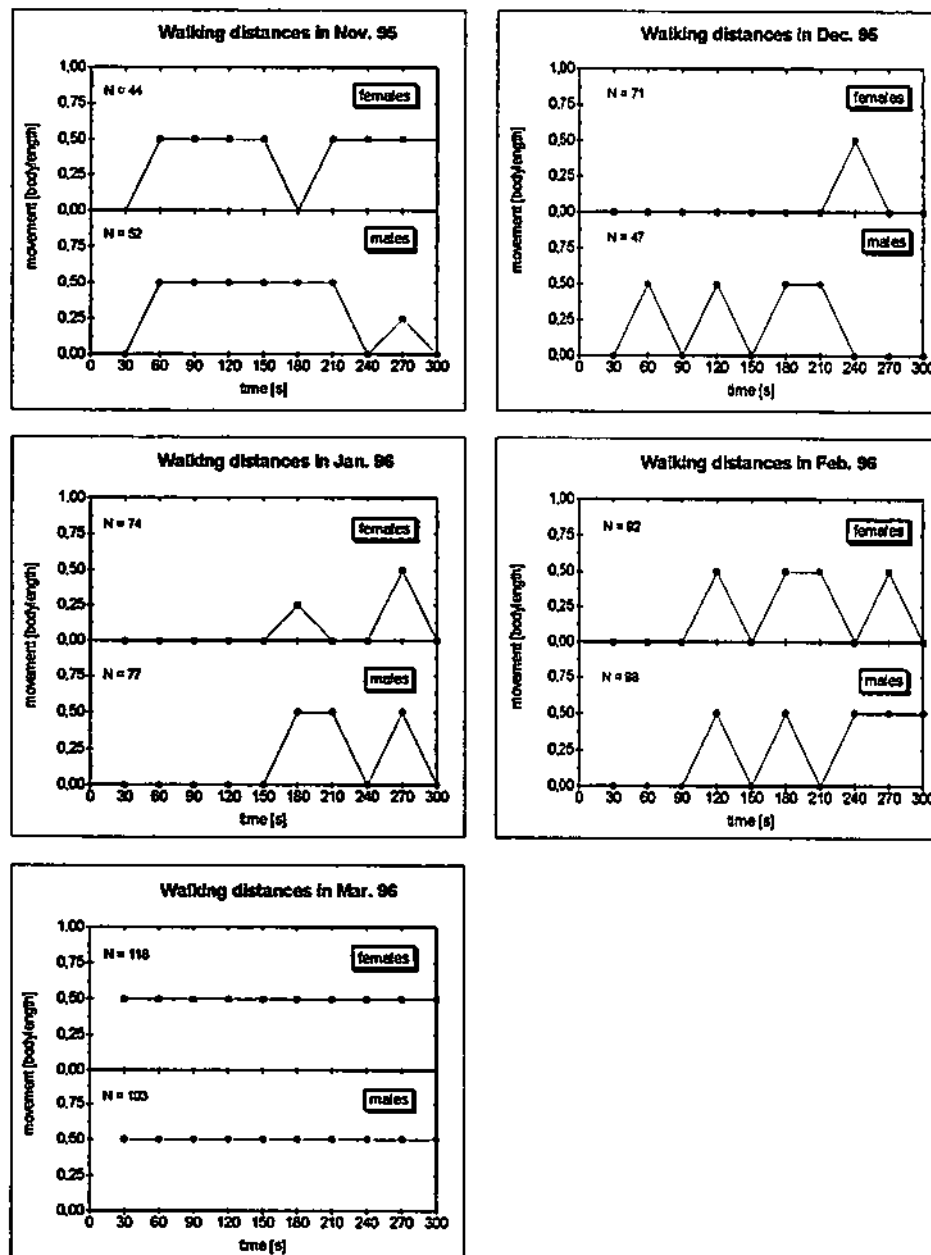 Walking distances in Nov. 95
1,00
N = 44
females
0,75
0,50
0,25
0,00
N = 52
males
0,75
0,50
0,25
0,00
movement [bodylength]
0 30 60 90 120 150 180 210 240 270 300
time [s]
Walking distances in Dec. 95
1,00
N = 71
females
0,75
0,50
0,25
0,00
N = 47
males
0,75
0,50
0,25
0,00
movement [bodylength]
0 30 60 90 120 150 180 210 240 270 300
time [s]
Walking distances in Jan. 96
1,00
N = 74
females
0,75
0,50
0,25
0,00
N = 77
males
0,75
0,50
0,25
0,00
movement [bodylength]
0 30 60 90 120 150 180 210 240 270 300
time [s]
Walking distances in Feb. 96
1,00
N = 92
females
0,75
0,50
0,25
0,00
N = 98
males
0,75
0,50
0,25
0,00
movement [bodylength]
0 30 60 90 120 150 180 210 240 270 300
time [s]
Walking distances in Mar. 96
1,00
N = 118
females
0,75
0,50
0,25
0,00
N = 103
males
0,75
0,50
0,25
0,00
movement [bodylength]
0 30 60 90 120 150 180 210 240 270 300
time [s]